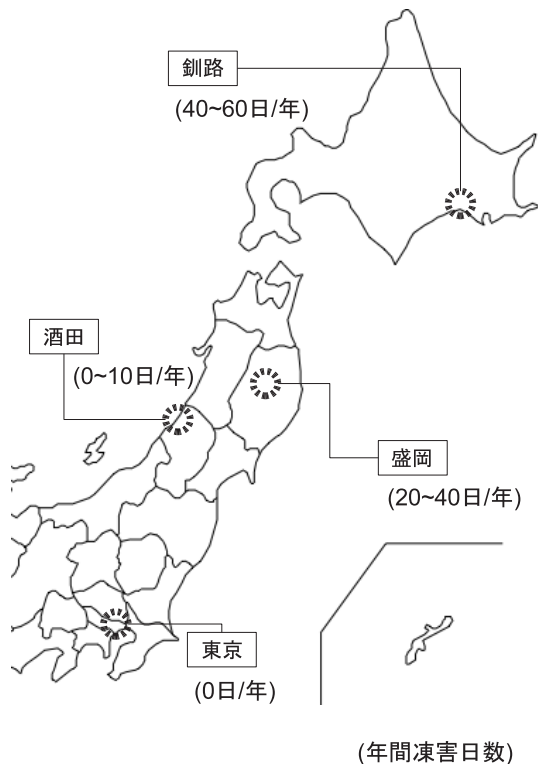 釧路
(40~60日/年)
酒田
(0~10日/年)
盛岡
(20~40日/年)
東京
(0日/年)
(年間凍害日数)